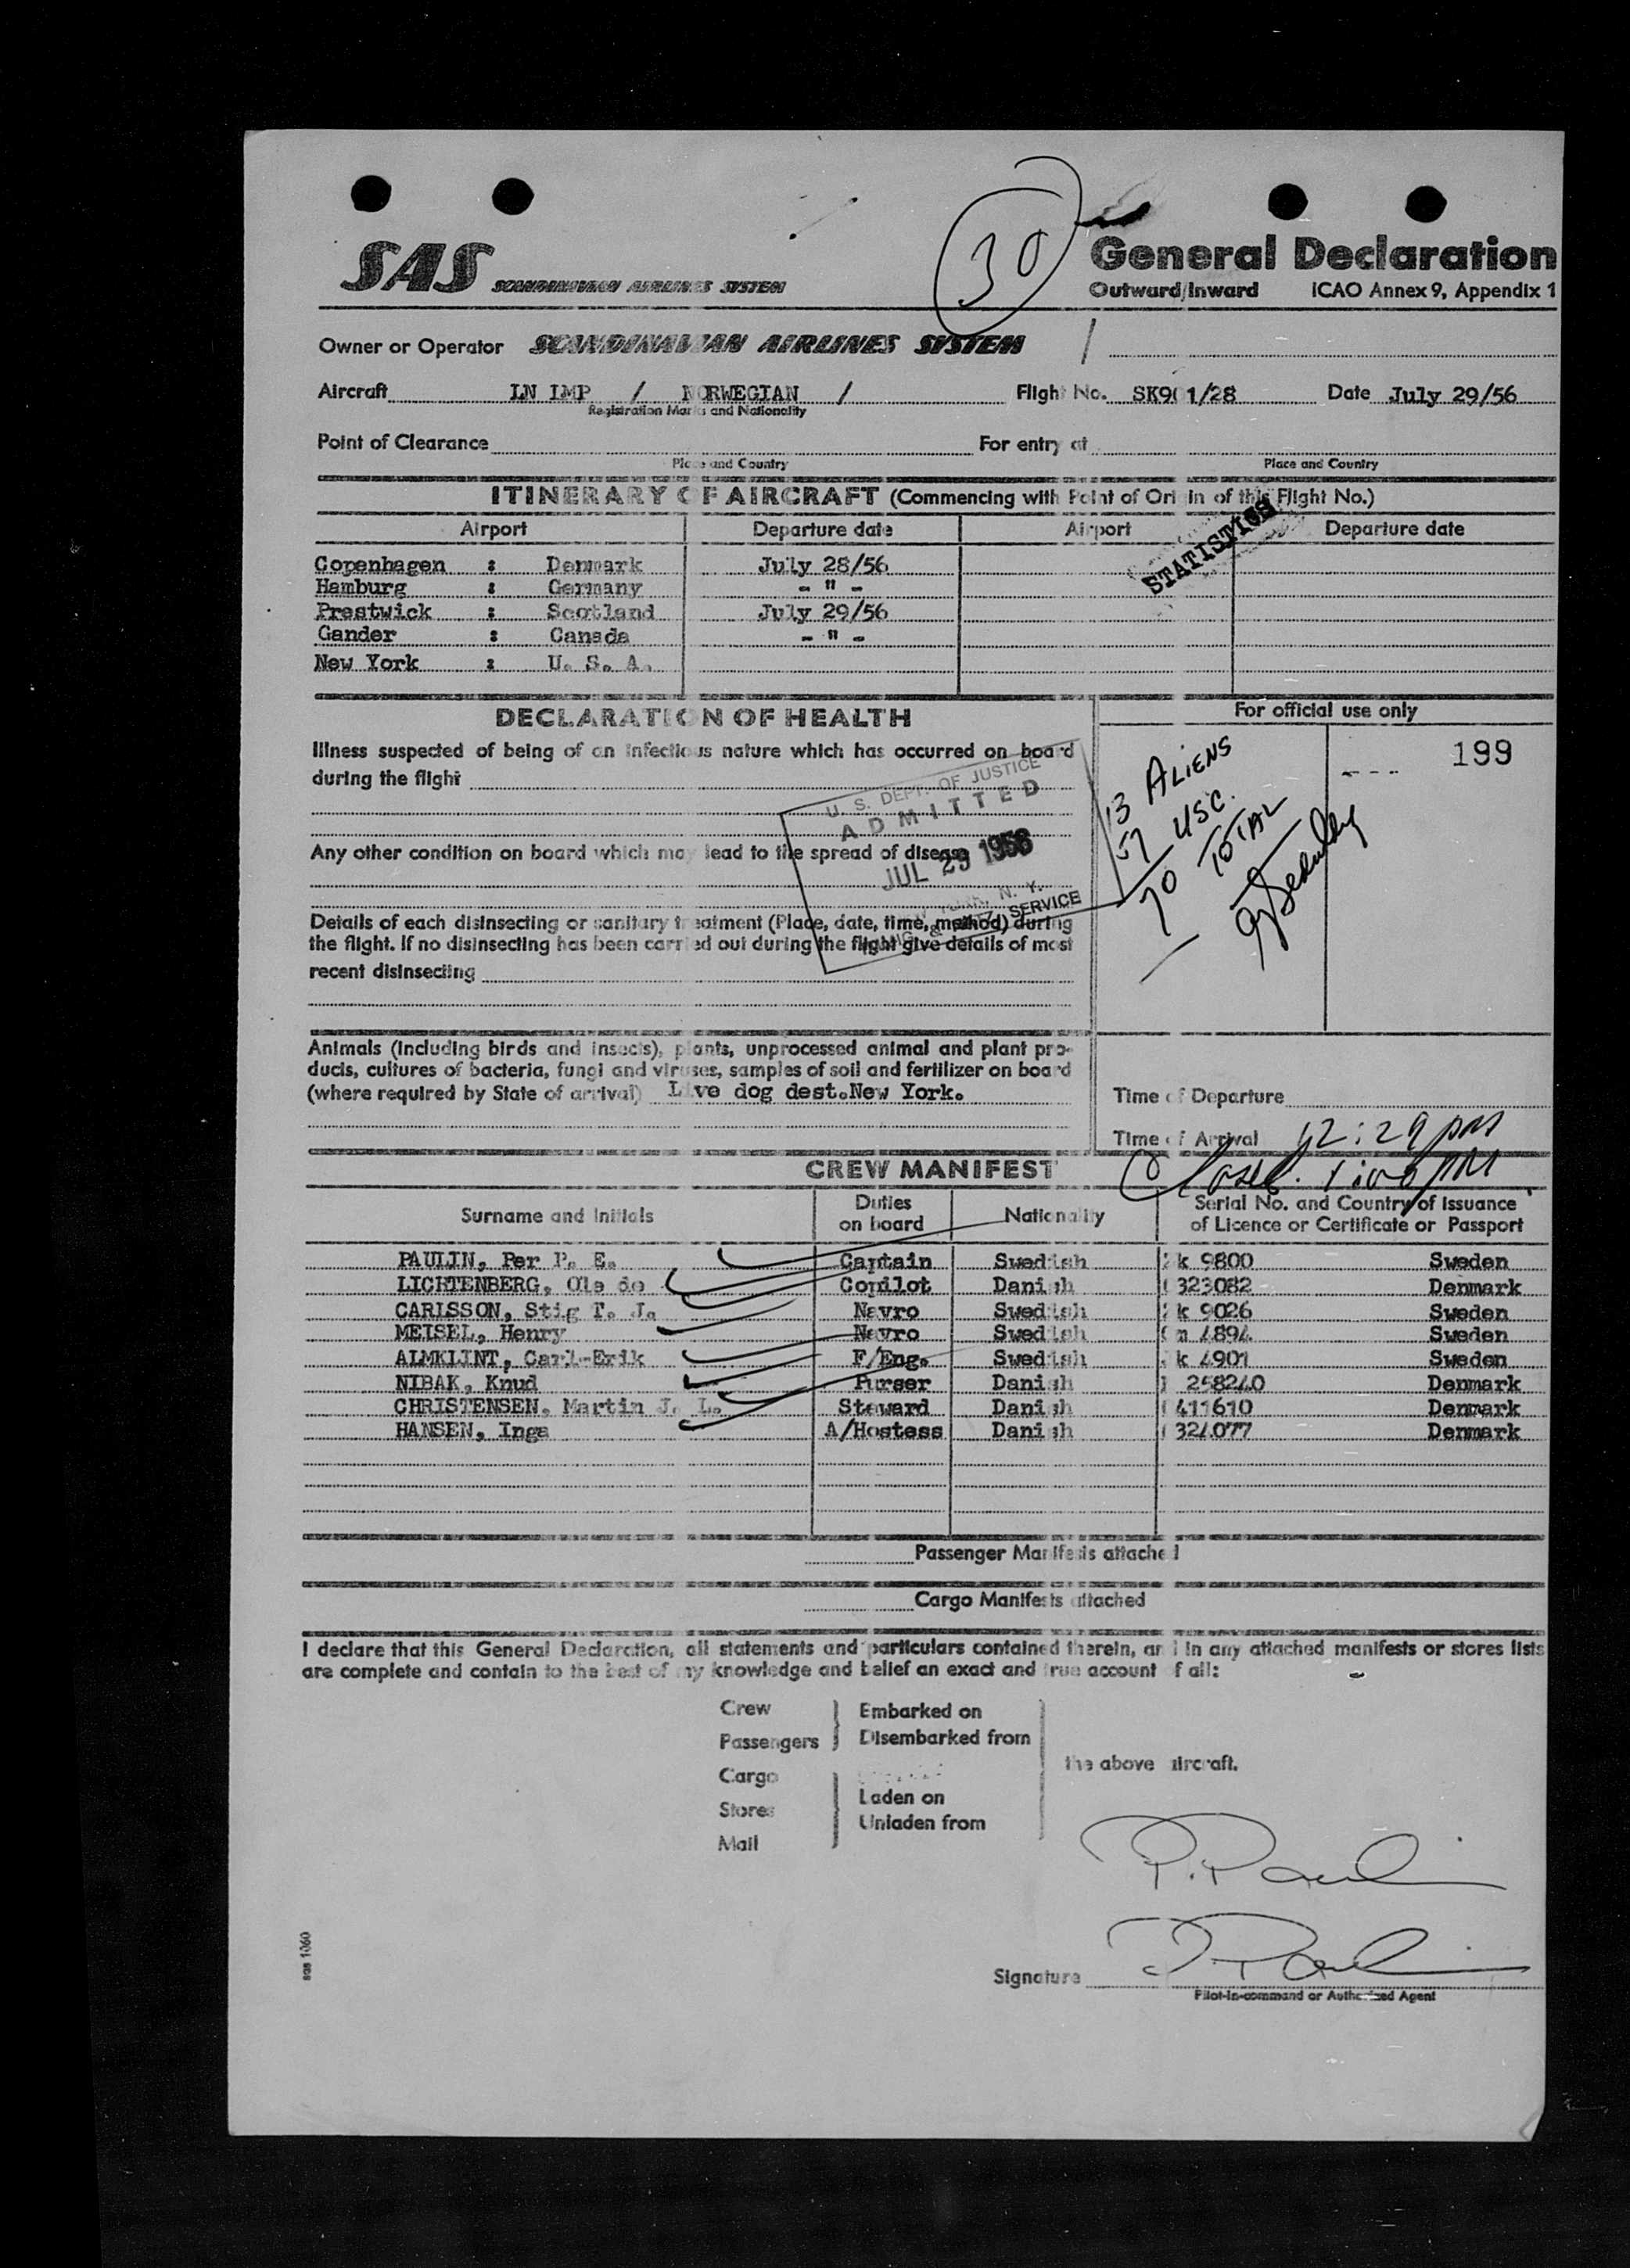 30
SAS SCANDINAVIAN AIRLINES SYSTEM
General Declaration
Outward/Inward ICAO Annex 9, Appendix 1
Owner or Operator SCANDINAVIAN AIRLINES SYSTEM /
Aircraft LN IMP / NORWEGIAN / Flight No. SK901/28 Date July 29/56
Registration Marks and Nationality
Point of Clearance For entry at
Place and Country Place and Country
ITINERARY OF AIRCRAFT (Commencing with Point of Origin of this Flight No.)
STATISTICS
Airport Departure date Airport Departure date
Copenhagen : Denmark July 28/56
Hamburg : Germany - " -
Prestwick : Scotland July 29/56
Gander : Canada - " -
New York : U. S. A.
DECLARATION OF HEALTH
Illness suspected of being of an infectious nature which has occurred on board
during the flight
Any other condition on board which may lead to the spread of disease
Details of each disinsecting or sanitary treatment (Place, date, time, method) during
the flight. If no disinsecting has been carried out during the flight give details of most
recent disinsecting
U. S. DEPT. OF JUSTICE
ADMITTED
JUL 29 1956
NEW YORK, N. Y.
IMMIG. & NATZ. SERVICE
For official use only
199
13 ALIENS
57 USC.
70 TOTAL
Animals (including birds and insects), plants, unprocessed animal and plant pro-
ducts, cultures of bacteria, fungi and viruses, samples of soil and fertilizer on board
(where required by State of arrival) Live dog dest.New York.
Time of Departure
Time of Arrival 12:29 PM
CREW MANIFEST
Surname and Initials Duties on board Nationality Serial No. and Country of Issuance of Licence or Certificate or Passport
PAULIN, Per P. E. Captain Swedish k 9800 Sweden
LICHTENBERG, Ole de Copilot Danish 323082 Denmark
CARLSSON, Stig T. J. Navro Swedish k 9026 Sweden
MEISEL, Henry Navro Swedish m 4894 Sweden
ALMKLINT, Carl-Erik F/Eng. Swedish k 4901 Sweden
NIBAK, Knud Purser Danish 258240 Denmark
CHRISTENSEN, Martin J. L. Steward Danish 411610 Denmark
HANSEN, Inga A/Hostess Danish 324077 Denmark
Passenger Manifests attached
Cargo Manifests attached
I declare that this General Declaration, all statements and particulars contained therein, and in any attached manifests or stores lists
are complete and contain to the best of my knowledge and belief an exact and true account of all:
Crew Embarked on
Passengers Disembarked from
the above aircraft.
Cargo
Stores Laden on
Mail Unladen from
P. Paulin
Signature P. Paulin
Pilot-in-command or Authorized Agent
sas 1060